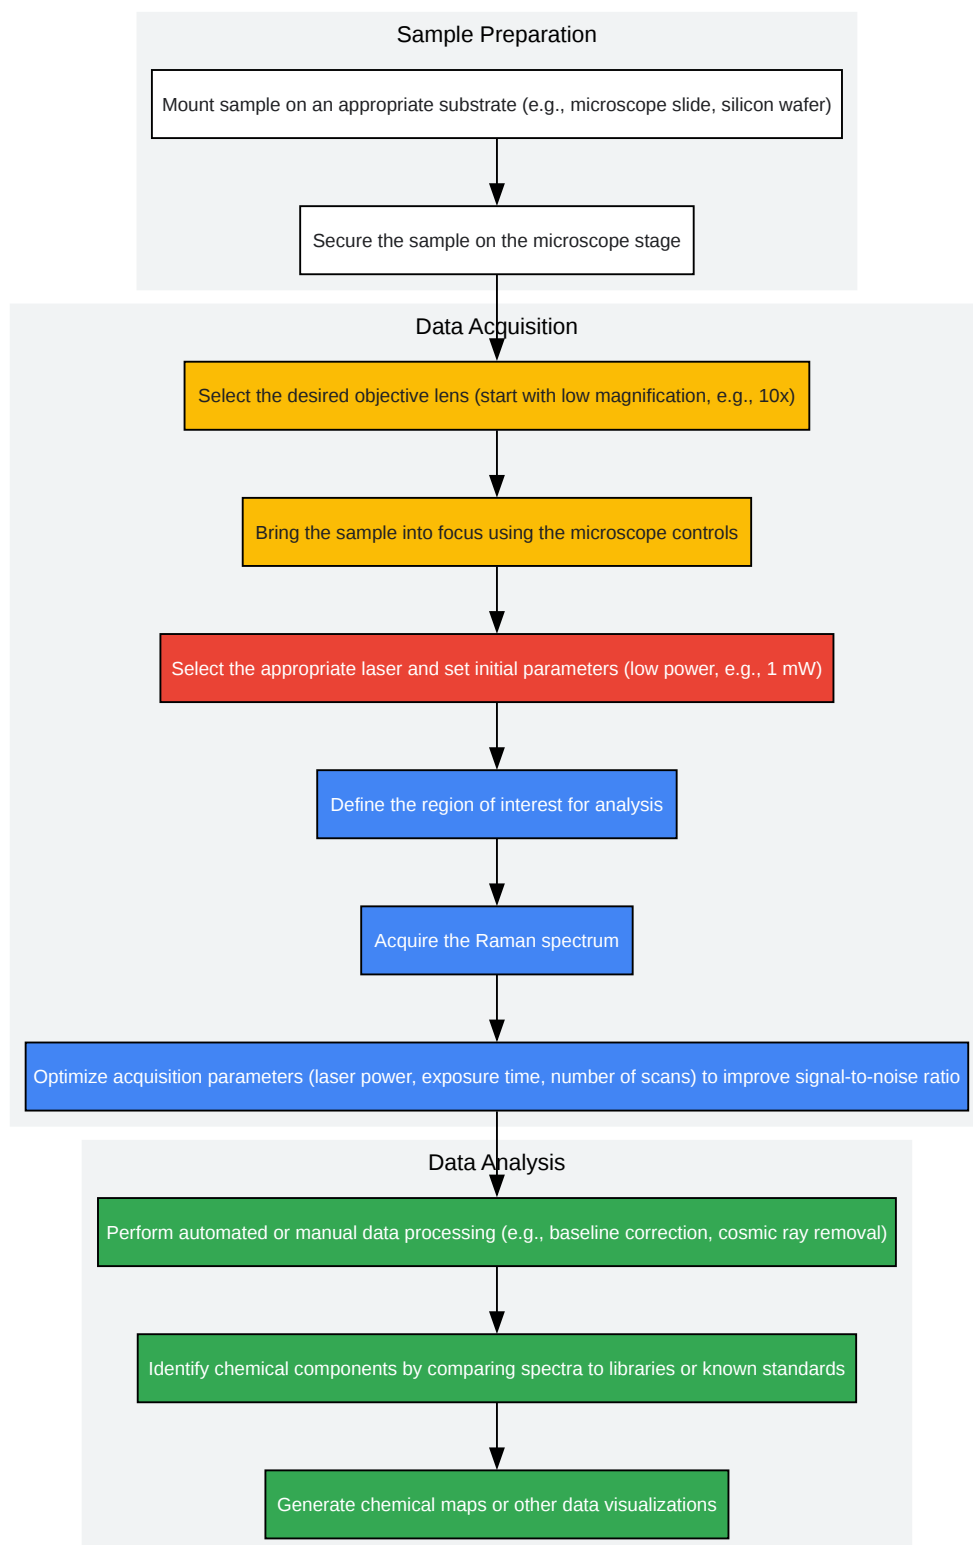 Sample Preparation
Mount sample on an appropriate substrate (e.g., microscope slide, silicon wafer)
Secure the sample on the microscope stage
Data Acquisition
Select the desired objective lens (start with low magnification, e.g., 10x)
Bring the sample into focus using the microscope controls
Select the appropriate laser and set initial parameters (low power, e.g., 1 mW)
Define the region of interest for analysis
Acquire the Raman spectrum
Optimize acquisition parameters (laser power, exposure time, number of scans) to improve signal-to-noise ratio
Data Analysis
Perform automated or manual data processing (e.g., baseline correction, cosmic ray removal)
Identify chemical components by comparing spectra to libraries or known standards
Generate chemical maps or other data visualizations